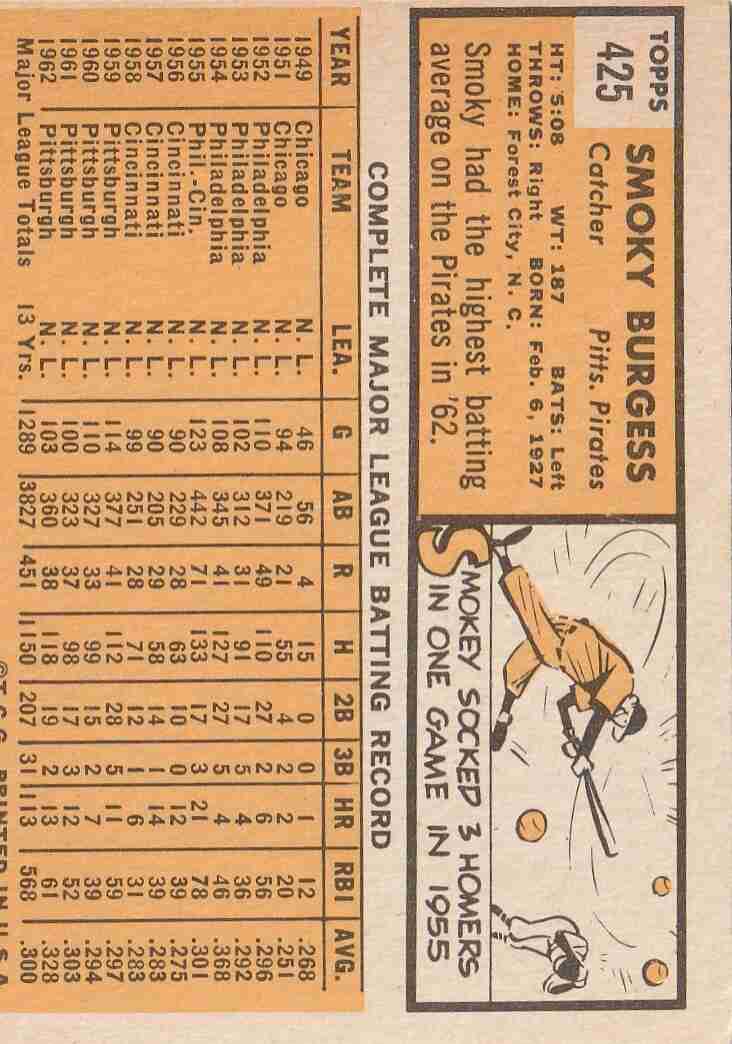 TOPPS
425
SMOKY BURGESS
Catcher Pitts. Pirates
HT: 5:08 WT: 187 BATS: Left
THROWS: Right BORN: Feb. 6, 1927
HOME: Forest City, N. C.
Smoky had the highest batting
average on the Pirates in '62.
SMOKEY SOCKED 3 HOMERS
IN ONE GAME IN 1955
COMPLETE MAJOR LEAGUE BATTING RECORD
YEAR TEAM LEA. G AB R H 2B 3B HR RBI AVG.
1949 Chicago N. L. 46 56 4 15 0 0 1 12 .268
1951 Chicago N. L. 94 219 21 55 4 2 2 20 .251
1952 Philadelphia N. L. 110 371 49 110 27 2 6 56 .296
1953 Philadelphia N. L. 102 312 31 91 17 5 4 36 .292
1954 Philadelphia N. L. 108 345 41 127 27 5 4 46 .368
1955 Phil.-Cin. N. L. 123 442 71 133 17 3 21 78 .301
1956 Cincinnati N. L. 90 229 28 63 10 0 12 39 .275
1957 Cincinnati N. L. 90 205 29 58 14 1 14 39 .283
1958 Cincinnati N. L. 99 251 28 71 12 1 6 31 .283
1959 Pittsburgh N. L. 114 377 41 112 28 5 11 59 .297
1960 Pittsburgh N. L. 110 327 33 99 15 2 7 39 .294
1961 Pittsburgh N. L. 100 323 37 98 17 3 12 52 .303
1962 Pittsburgh N. L. 103 360 38 118 19 2 13 61 .328
Major League Totals 13 Yrs. 1289 3827 451 1150 207 31 113 568 .300
©T.C.G. PRINTED IN U.S.A.